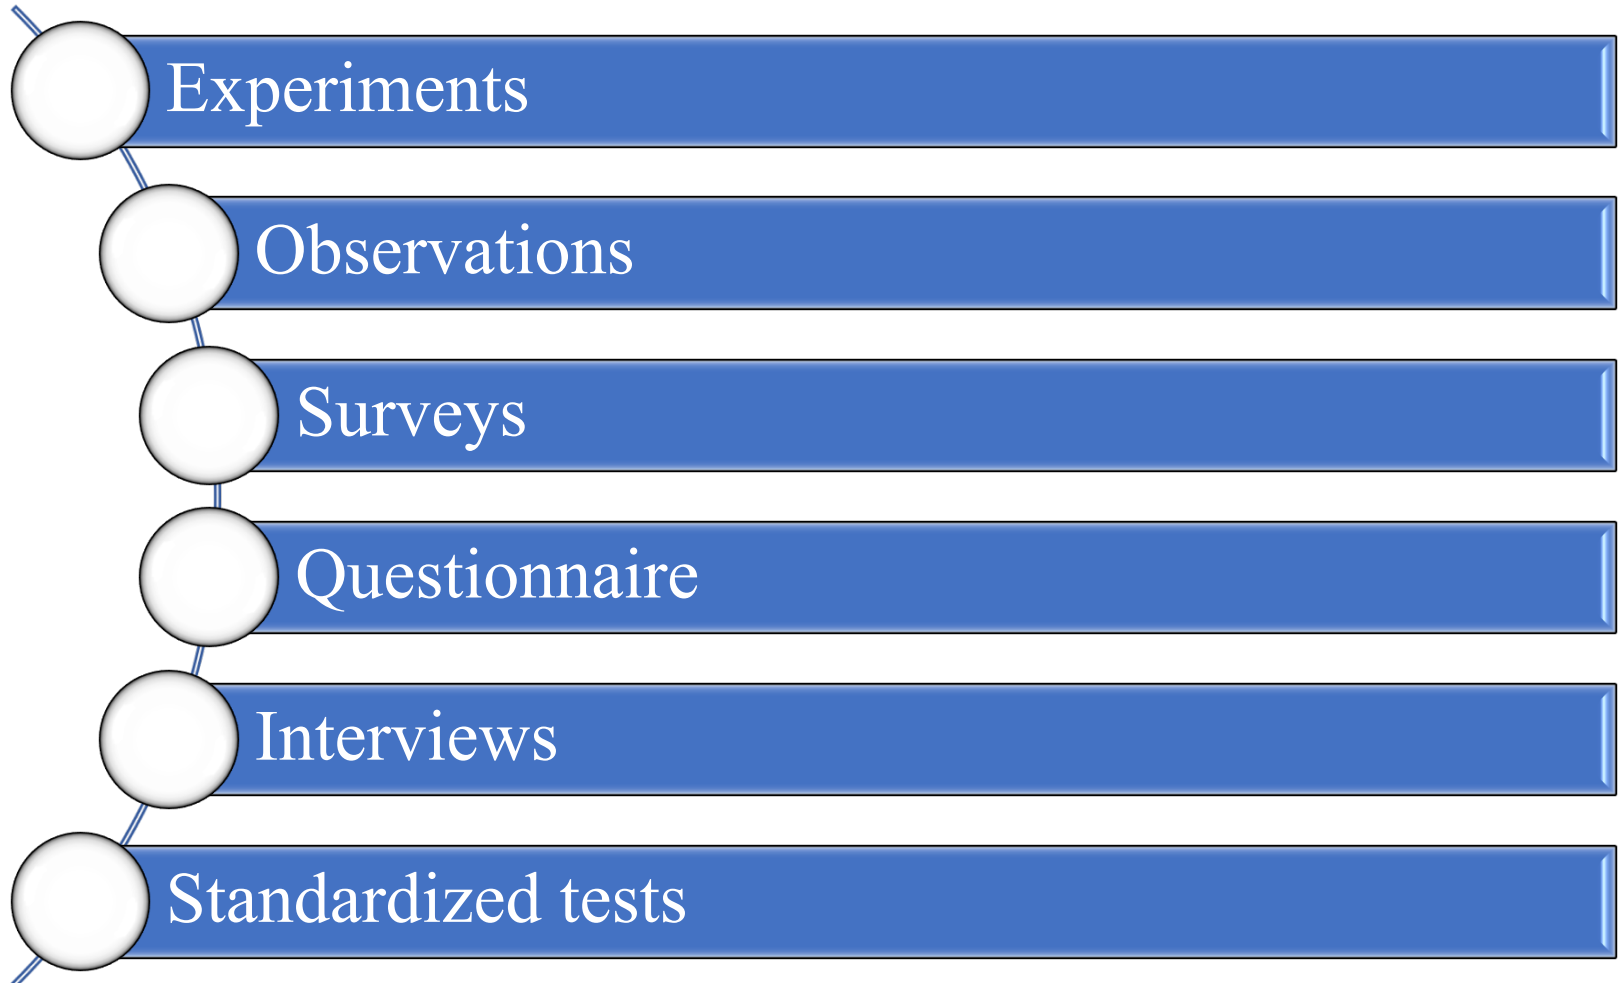 Experiments
Observations
Surveys
Questionnaire
Interviews
Standardized tests